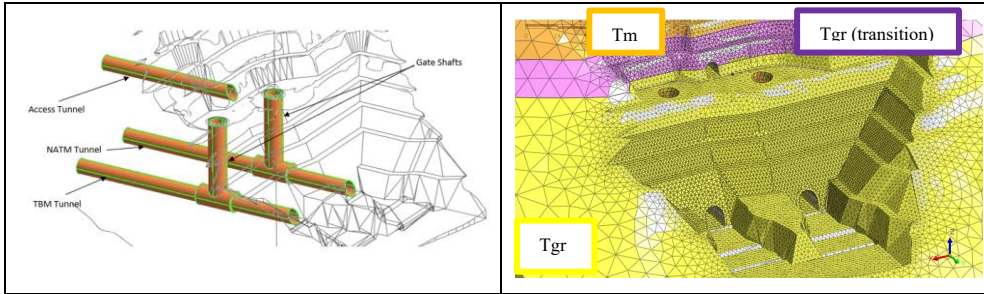 Gate Shafts
Access Tunnel
NATM Tunnel
TBM Tunnel
Tm
Tgr (transition)
Tgr
Z